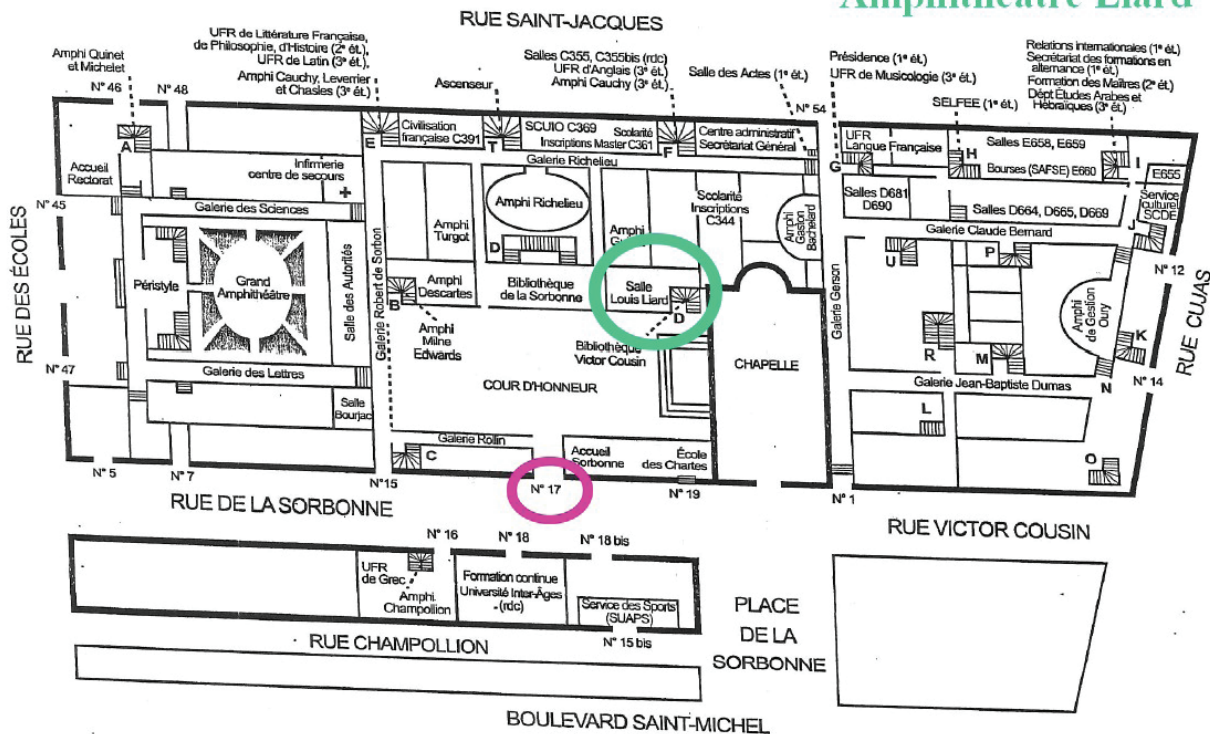 Amphithéâtre Liard
RUE SAINT-JACQUES
UFR de Littérature Française,
de Philosophie, d'Histoire (2e ét.),
UFR de Latin (3e ét.)
Amphi Cauchy, Leverrier
et Chasles (3e ét.)
Amphi Quinet
et Michelet
N° 46
N° 48
Ascenseur
Salles C355, C355bis (rdc)
UFR d'Anglais (3e ét.)
Amphi Cauchy (3e ét.)
Salle des Actes (1e ét.)
N° 54
Présidence (1e ét.)
UFR de Musicologie (3e ét.)
SELFEE (1e ét.)
Relations internationales (1e ét.)
Secrétariat des formations en
alternance (1e ét.)
Formation des Maîtres (2e ét.)
Dépt Études Arabes et
Hébraïques (3e ét.)
A
Accueil
Rectorat
Infirmerie
centre de secours
E
Civilisation
française C391
T
SCUIO C369
Scolarité
Inscriptions Master C361
F
Centre administratif
Secrétariat Général
Galerie Richelieu
G
UFR
Langue Française
H
Salles E658, E659
Bourses (SAFSE) E660
I
E655
Service
culturel
SCDE
J
N° 45
Galerie des Sciences
Amphi Turgot
Amphi Richelieu
D
Scolarité
Inscriptions
C344
Amphi
Gaston
Bachelard
Salles D681
D690
Salles D664, D665, D669
Galerie Claude Bernard
N° 12
RUE DES ÉCOLES
Péristyle
Grand
Amphithéâtre
Salle des Autorités
Galerie Robert de Sorbon
B
Amphi
Descartes
Bibliothèque
de la Sorbonne
Salle
Louis Liard
D
Galerie Gerson
U
P
Amphi
de Gestion
Oury
K
RUE CUJAS
Amphi
Milne
Edwards
Bibliothèque
Victor Cousin
CHAPELLE
R
M
N
N° 14
N° 47
Galerie des Lettres
COUR D'HONNEUR
Galerie Jean-Baptiste Dumas
Salle
Bourjac
L
Galerie Rollin
C
Accueil
Sorbonne
École
des Chartes
O
N° 5
N° 7
N° 15
N° 17
N° 19
N° 1
RUE DE LA SORBONNE
RUE VICTOR COUSIN
N° 16
N° 18
N° 18 bis
UFR
de Grec
Amphi
Champollion
Formation continue
Université Inter-Âges
(rdc)
Service des Sports
(SUAPS)
N° 15 bis
PLACE
DE LA
SORBONNE
RUE CHAMPOLLION
BOULEVARD SAINT-MICHEL